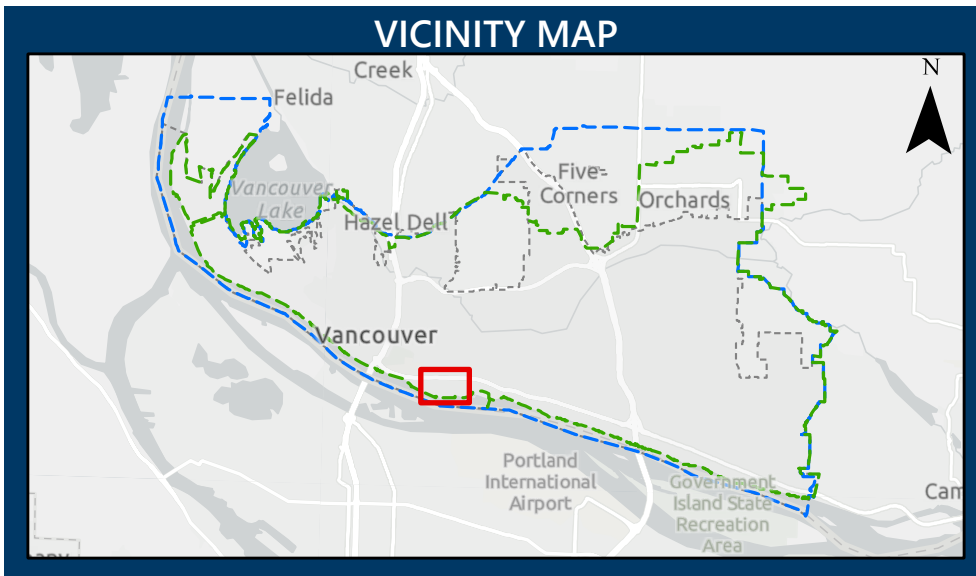 VICINITY MAP
Creek
N
Felida
Five
Corners
Vancouver
Lake
Orchards
Hazel Dell
Vancouver
Portland
International
Airport
Government
Island State
Recreation
Area
Cam